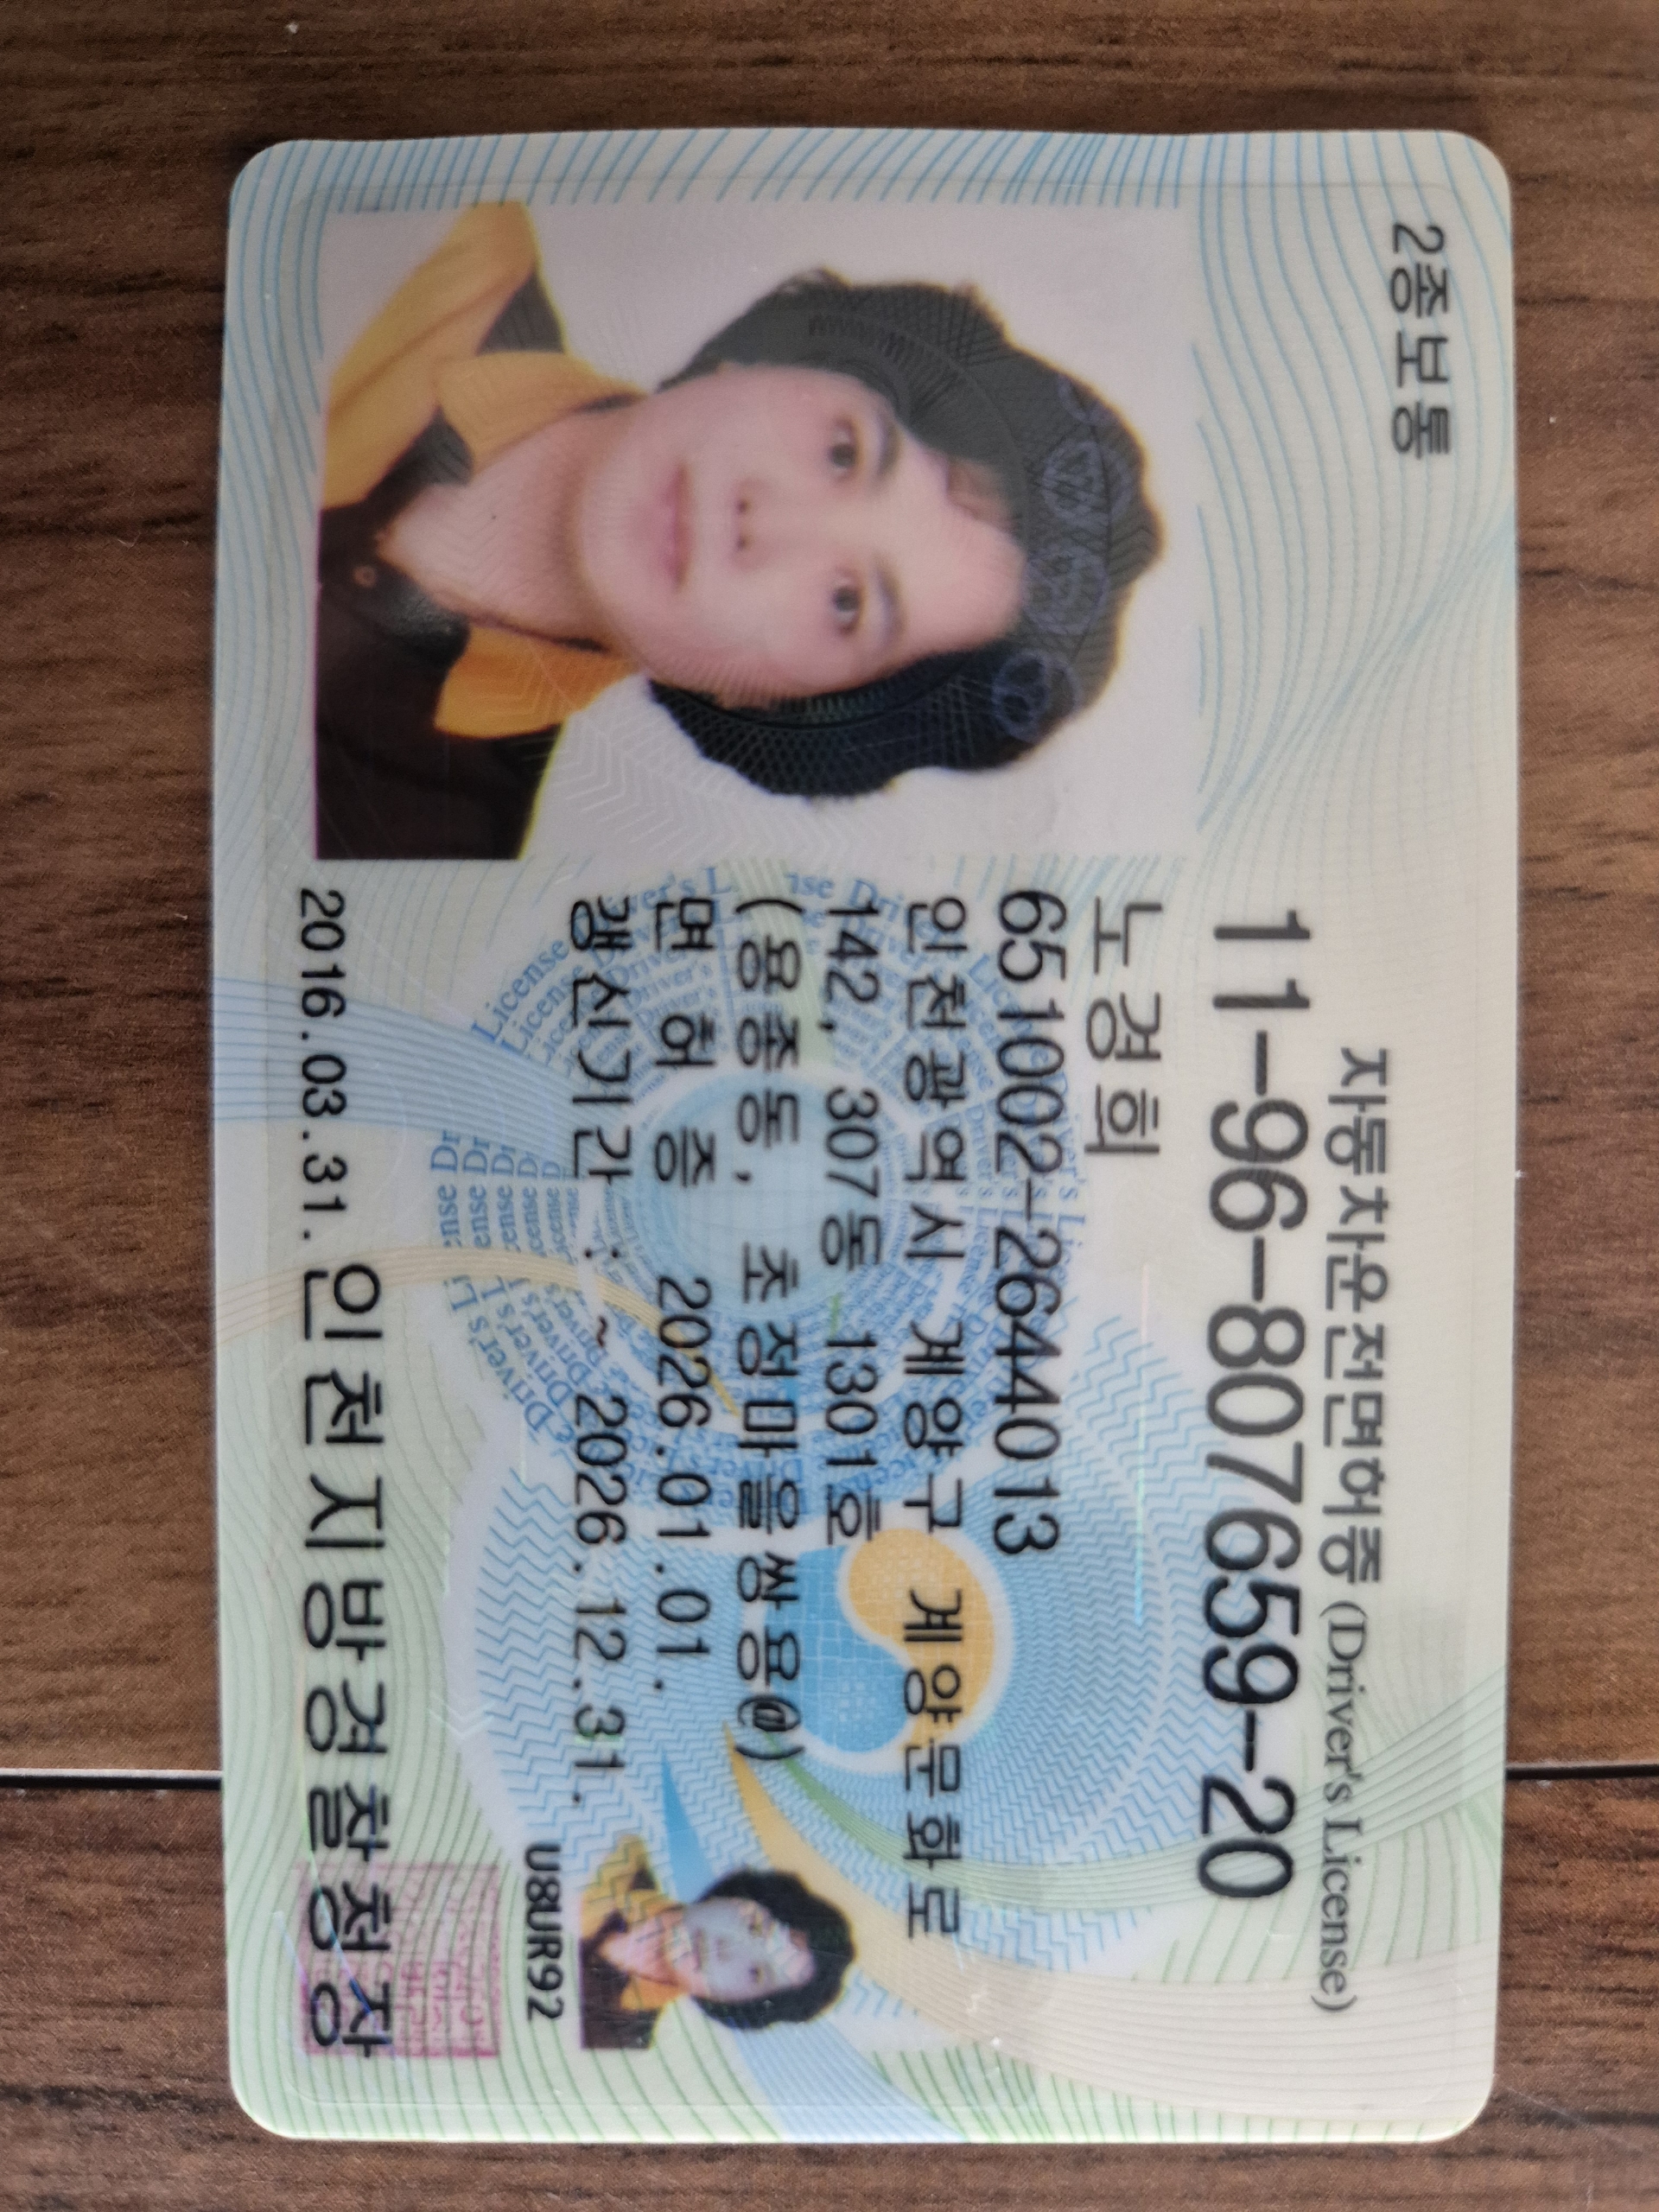 2종보통
자동차운전면허증 (Driver's License)
11-96-807659-20
노경희
651002-2644013
인천광역시 계양구 계양문화로
142, 307동 1301호
(용종동, 초정마을쌍용@)
면 허 증 2026.01.01.
갱신기간 : ~ 2026.12.31.
U8UR92
2016.03.31. 인천지방경찰청장